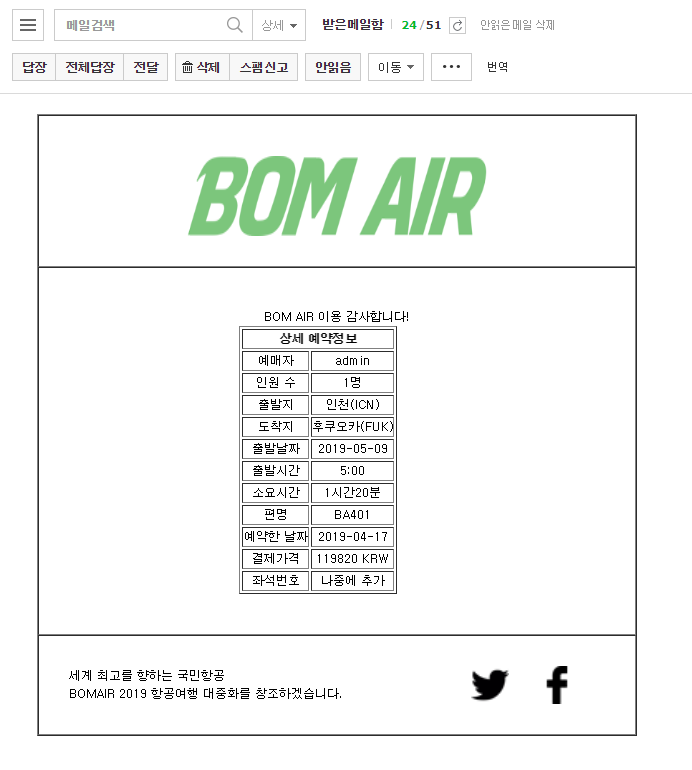 메일검색 상세 받은메일함 24 / 51 안읽은메일 삭제
답장 전체답장 전달 삭제 스팸신고 안읽음 이동 ••• 번역
BOM AIR
BOM AIR 이용 감사합니다!
상세 예약정보
예매자 admin
인원 수 1명
출발지 인천(ICN)
도착지 후쿠오카(FUK)
출발날짜 2019-05-09
출발시간 5:00
소요시간 1시간20분
편명 BA401
예약한 날짜 2019-04-17
결제가격 119820 KRW
좌석번호 나중에 추가
세계 최고를 향하는 국민항공
BOMAIR 2019 항공여행 대중화를 창조하겠습니다.